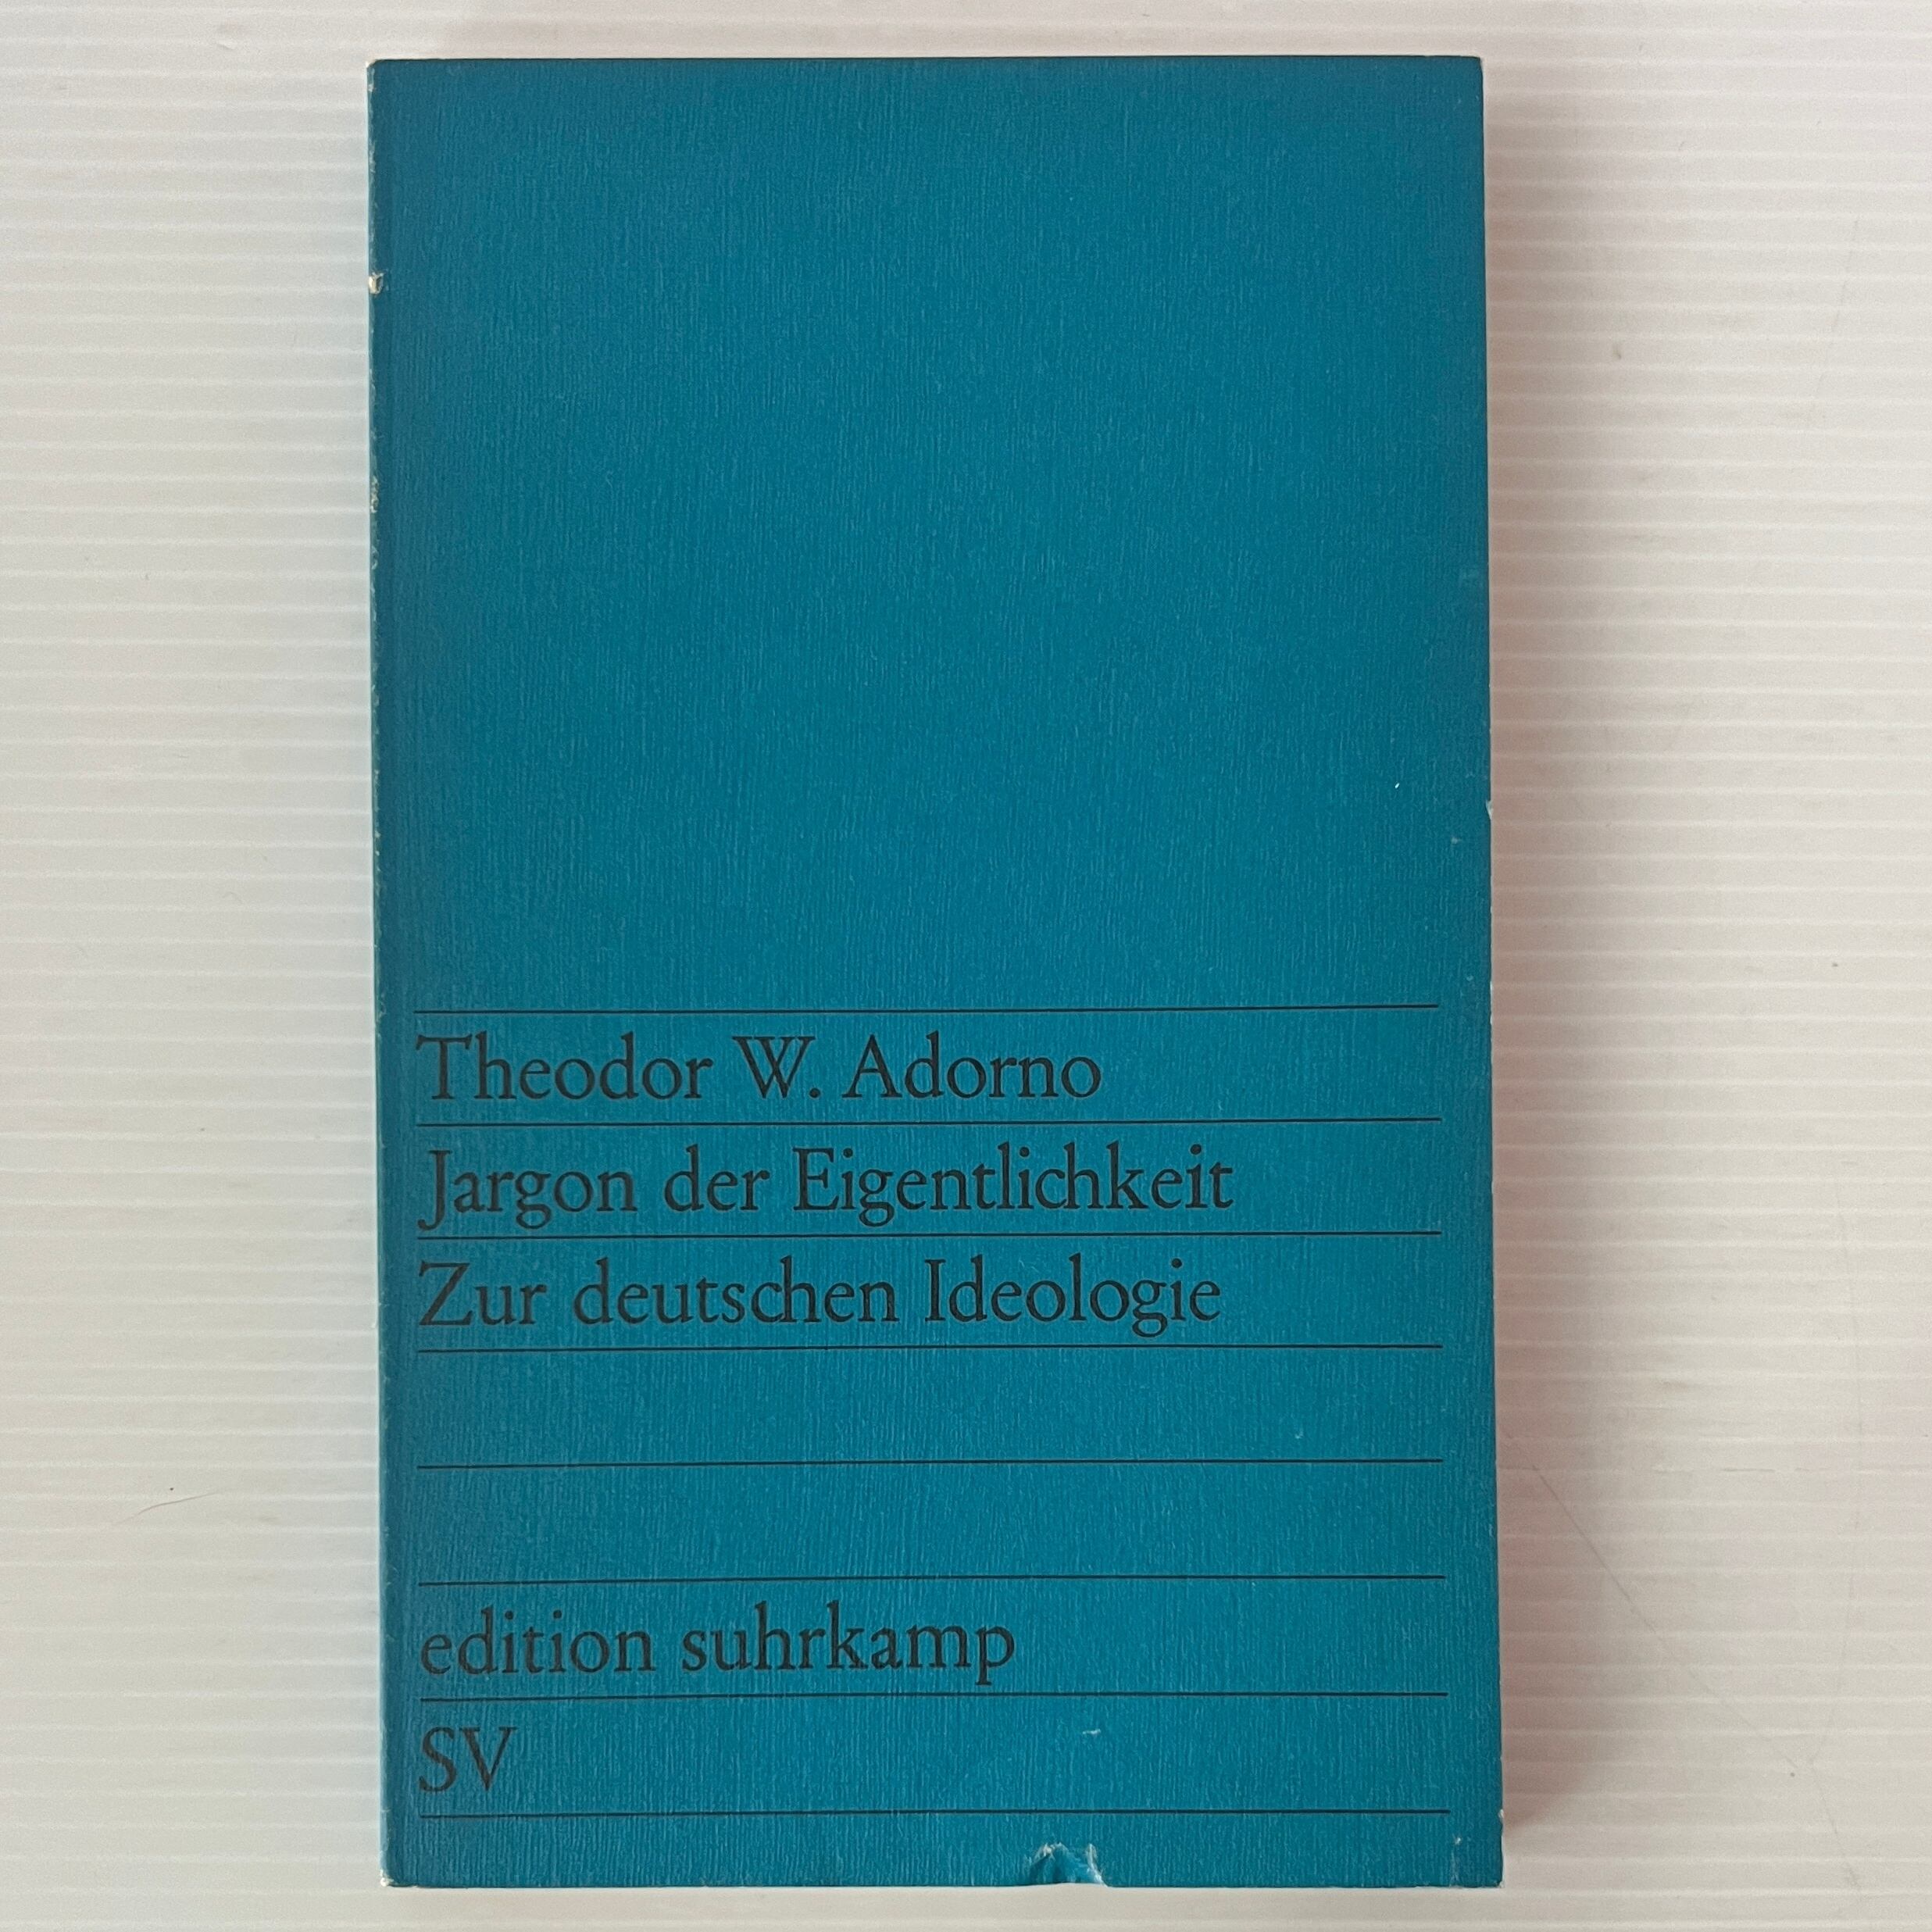 Theodor W. Adorno
Jargon der Eigentlichkeit
Zur deutschen Ideologie
edition suhrkamp
SV